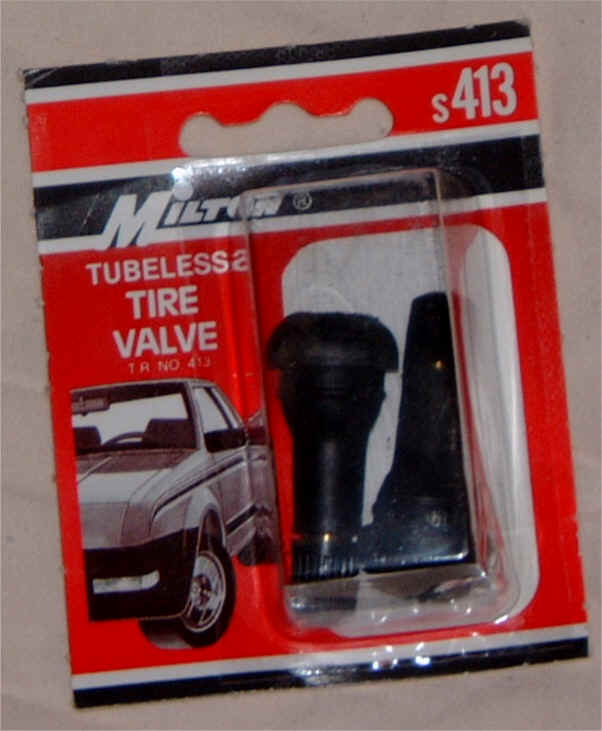 S413
MILTON®
TUBELESS
TIRE
VALVE
T R NO. 413